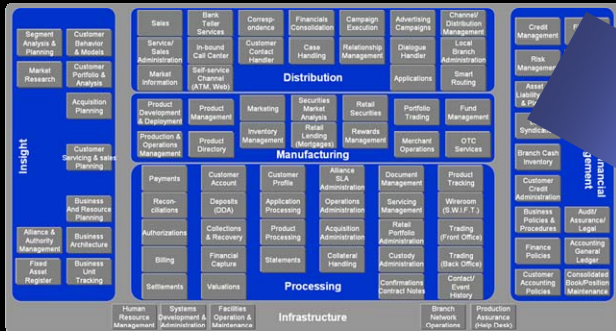 Insight
Segment
Analysis &
Planning
Customer
Behavior
& Models
Market
Research
Customer
Portfolio &
Analysis
Acquisition
Planning
Customer
Servicing & sales
Planning
Business
And Resource
Planning
Alliance &
Authority
Management
Business
Architecture
Fixed
Asset
Register
Business
Unit
Tracking
Sales
Bank
Teller
Services
Corresp-
ondence
Financials
Consolidation
Campaign
Execution
Advertising
Campaigns
Channel/
Distribution
Management
Service/
Sales
Administration
In-bound
Call Center
Customer
Contact
Handler
Case
Handling
Relationship
Management
Dialogue
Handler
Local
Branch
Administration
Market
Information
Self-service
Channel
(ATM, Web)
Distribution
Applications
Smart
Routing
Product
Development
& Deployment
Product
Management
Marketing
Securities
Market
Analysis
Retail
Securities
Portfolio
Trading
Fund
Management
Production &
Operations
Management
Product
Directory
Inventory
Management
Retail
Lending
(Mortgages)
Rewards
Management
Merchant
Operations
OTC
Services
Manufacturing
Payments
Customer
Account
Customer
Profile
Alliance
SLA
Administration
Document
Management
Product
Tracking
Recon-
ciliations
Deposits
(DDA)
Application
Processing
Operations
Administration
Servicing
Management
Wireroom
(S.W.I.F.T.)
Authorizations
Collections
& Recovery
Product
Processing
Acquisition
Administration
Retail
Portfolio
Administration
Trading
(Front Office)
Billing
Financial
Capture
Statements
Collateral
Handling
Custody
Administration
Trading
(Back Office)
Settlements
Valuations
Processing
Confirmations
Contract Notes
Contact/
Event
History
Credit
Management
Risk
Management
Asset
Liability
Branch Cash
Inventory
Customer
Credit
Administration
Business
Policies &
Procedures
Audit/
Assurance/
Legal
Finance
Policies
Accounting
General
Ledger
Customer
Accounting
Policies
Consolidated
Book/Position
Maintenance
Human
Resource
Management
Systems
Development &
Administration
Facilities
Operation &
Maintenance
Infrastructure
Branch
Network
Operations
Production
Assurance
(Help Desk)